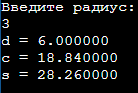 Введите радиус:
3
d = 6.000000
c = 18.840000
s = 28.260000